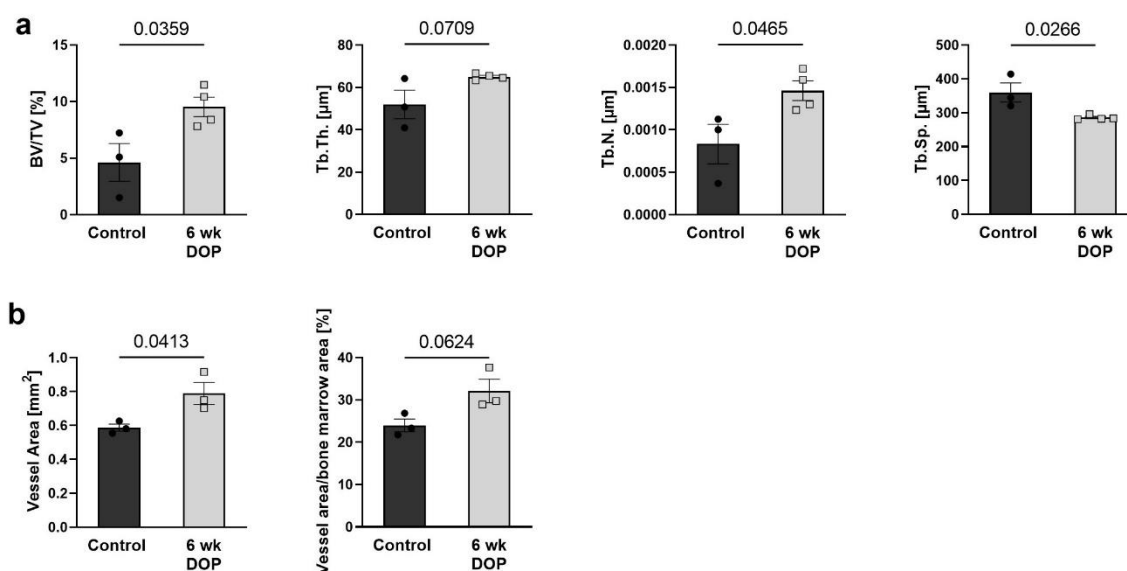 a
0.0359
BV/TV [%]
15
10
5
0
Control
6 wk
DOP
0.0709
Tb.Th. [µm]
80
60
40
20
0
Control
6 wk
DOP
0.0465
Tb.N. [µm]
0.0020
0.0015
0.0010
0.0005
0.0000
Control
6 wk
DOP
0.0266
Tb.Sp. [µm]
500
400
300
200
100
0
Control
6 wk
DOP
b
0.0413
Vessel Area [mm²]
1.0
0.8
0.6
0.4
0.2
0.0
Control
6 wk
DOP
0.0624
Vessel area/bone marrow area [%]
40
30
20
10
0
Control
6 wk
DOP